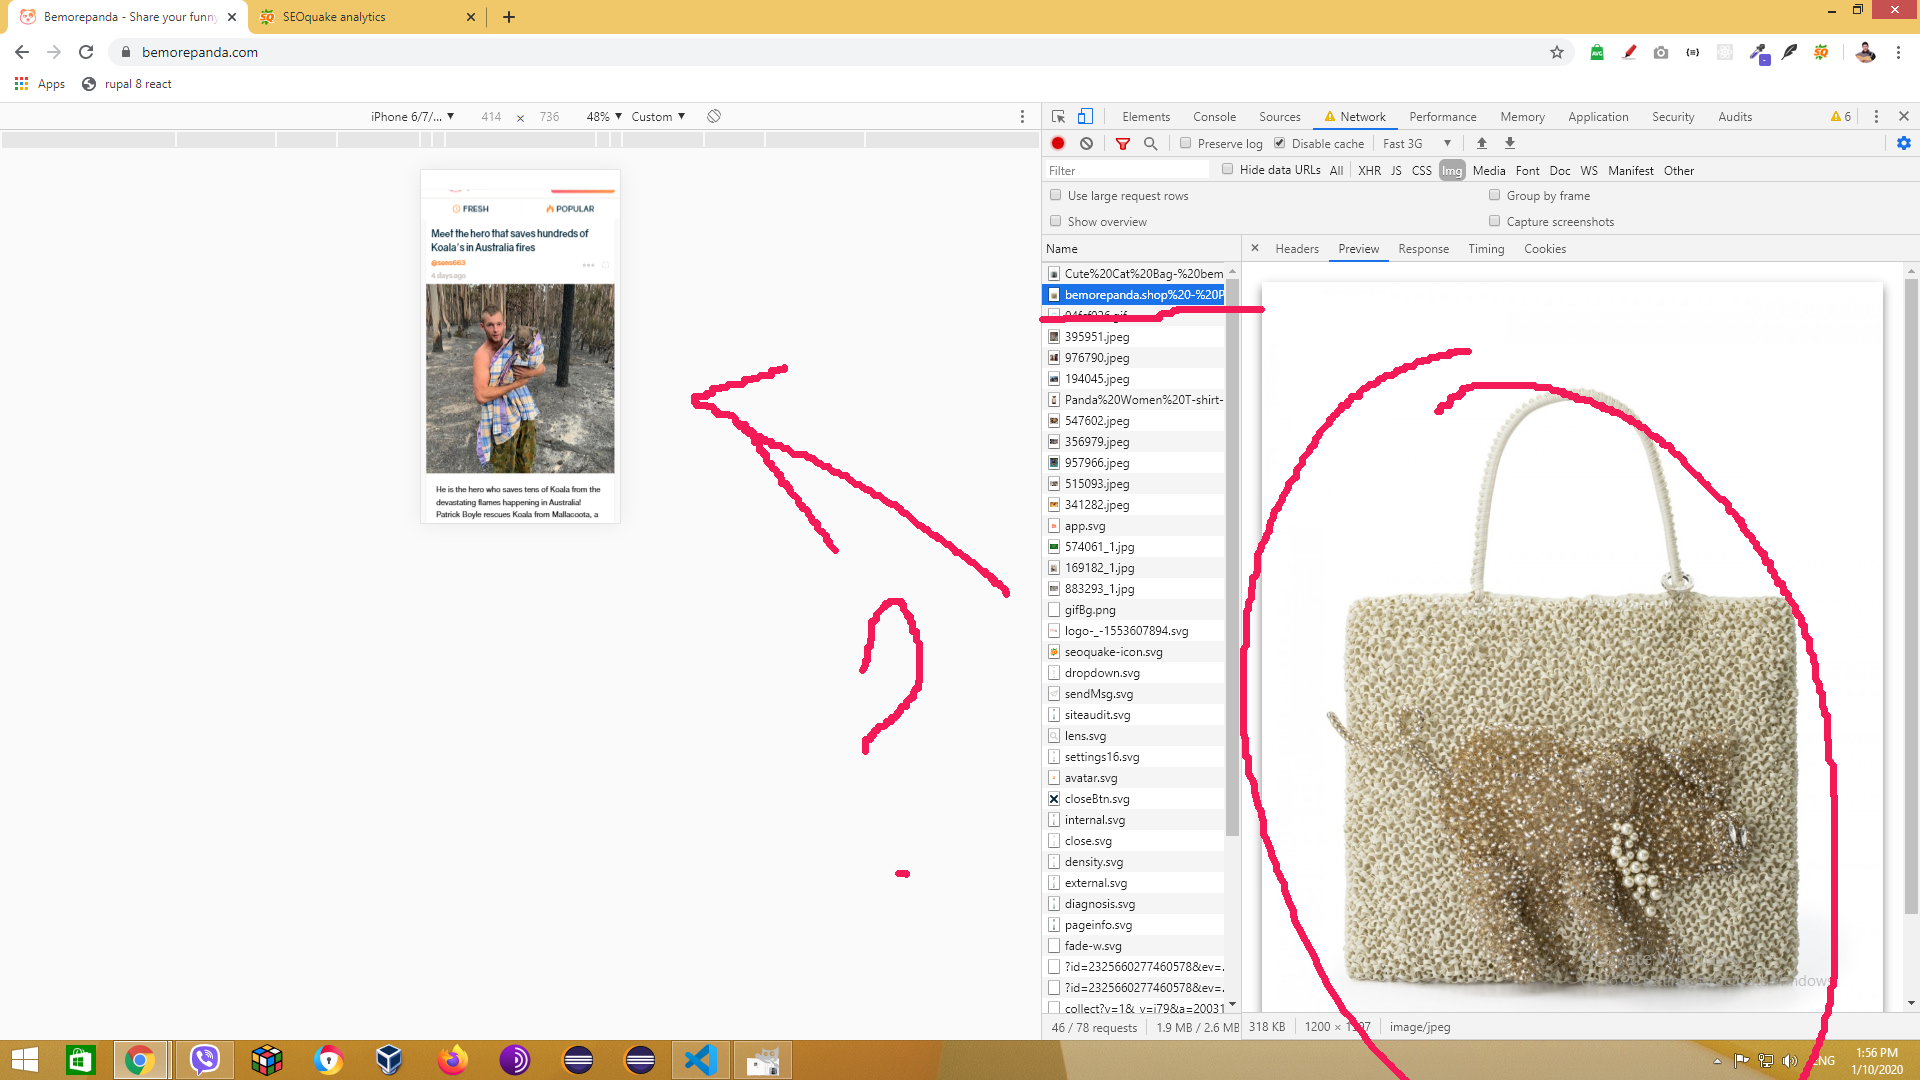 Bemorepanda - Share your funny
SEOquake analytics
bemorepanda.com
Apps
rupal 8 react
iPhone 6/7/... ▼ 414 × 736 48% ▼ Custom ▼
Elements Console Sources Network Performance Memory Application Security Audits 6
Preserve log Disable cache Fast 3G ▼
Filter Hide data URLs All XHR JS CSS Img Media Font Doc WS Manifest Other
Use large request rows Group by frame
Show overview Capture screenshots
Name
Headers Preview Response Timing Cookies
FRESH POPULAR
Meet the hero that saves hundreds of
Koala's in Australia fires
@sens663
4 days ago
He is the hero who saves tens of Koala from the
devastating flames happening in Australia!
Patrick Boyle rescues Koala from Mallacoota, a
Cute%20Cat%20Bag-%20bem
bemorepanda.shop%20-%20P
395951.jpeg
976790.jpeg
194045.jpeg
Panda%20Women%20T-shirt-
547602.jpeg
356979.jpeg
957966.jpeg
515093.jpeg
341282.jpeg
app.svg
574061_1.jpg
169182_1.jpg
883293_1.jpg
gifBg.png
logo-_-1553607894.svg
seoquake-icon.svg
dropdown.svg
sendMsg.svg
siteaudit.svg
lens.svg
settings16.svg
avatar.svg
closeBtn.svg
internal.svg
close.svg
density.svg
external.svg
diagnosis.svg
pageinfo.svg
fade-w.svg
?id=2325660277460578&ev=...
?id=2325660277460578&ev=...
collect?v=1&_v=j79&a=20031
46 / 78 requests 1.9 MB / 2.6 MB
318 KB 1200 × image/jpeg
ENG
1:56 PM
1/10/2020